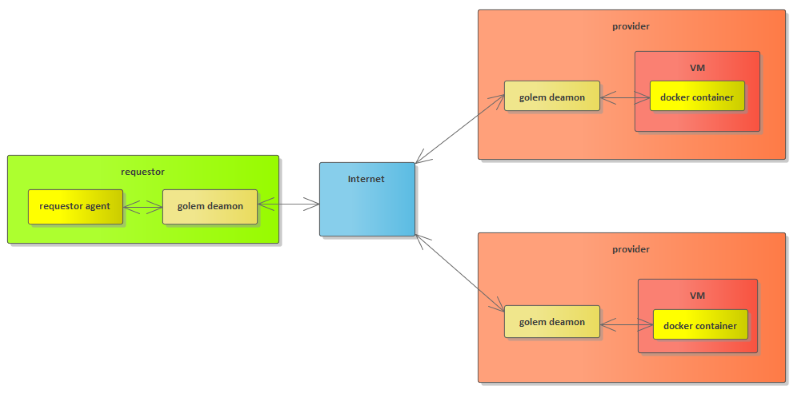 provider
VM
golem deamon
docker container
requestor
requestor agent
golem deamon
Internet
provider
VM
golem deamon
docker container